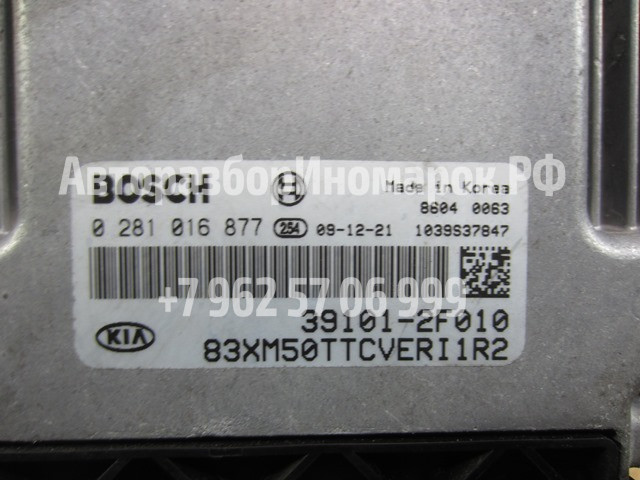 BOSCH Made in Korea
8604 0063
0 281 016 877 254 09-12-21 1039S37847
39101-2F010
KIA 83XM50TTCVERI1R2
АвторазборИномарок.РФ
+7 962 57 06 999